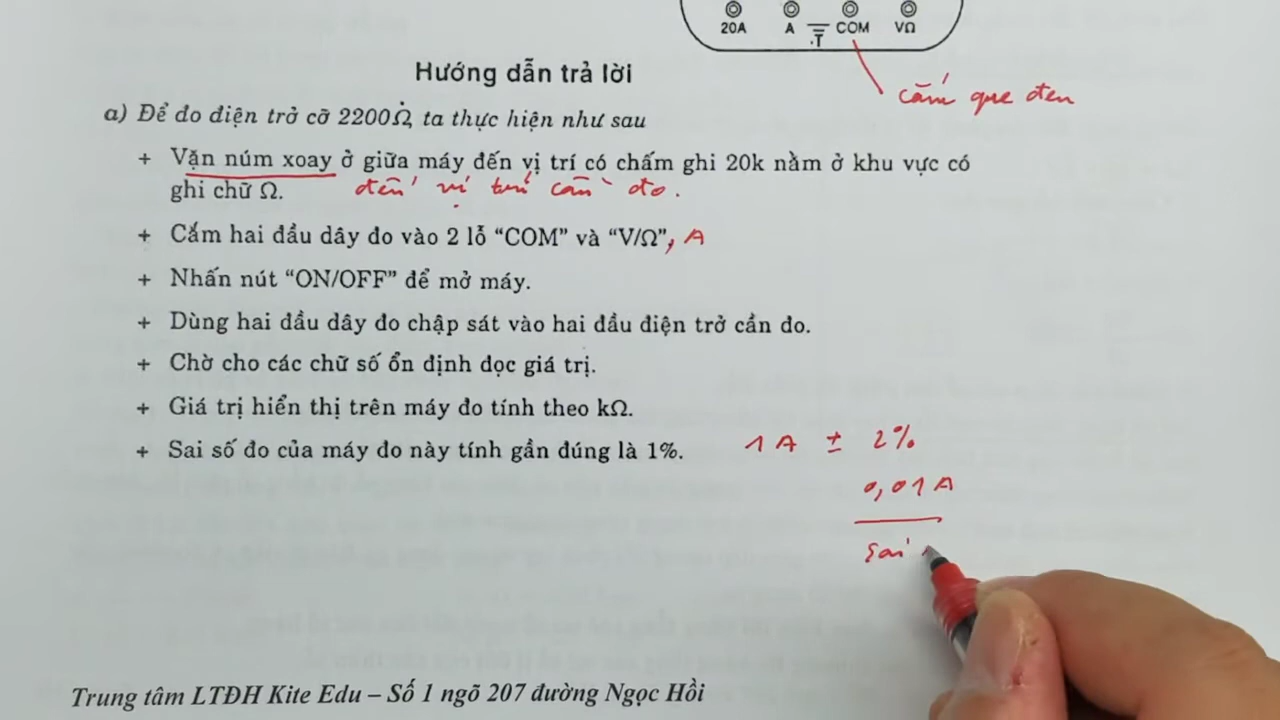 20A A COM VΩ
Hướng dẫn trả lời
cắm que đen
a) Để đo điện trở cỡ 2200Ω, ta thực hiện như sau
+ Vặn núm xoay ở giữa máy đến vị trí có chấm ghi 20k nằm ở khu vực có
ghi chữ Ω. đến vị trí cần đo.
+ Cắm hai đầu dây đo vào 2 lỗ “COM” và “V/Ω”, A
+ Nhấn nút “ON/OFF” để mở máy.
+ Dùng hai đầu dây đo chập sát vào hai đầu điện trở cần đo.
+ Chờ cho các chữ số ổn định dọc giá trị.
+ Giá trị hiển thị trên máy đo tính theo kΩ.
+ Sai số đo của máy đo này tính gần đúng là 1%. 1A ± 2%
0,01A
sai
Trung tâm LTĐH Kite Edu – Số 1 ngõ 207 đường Ngọc Hồi